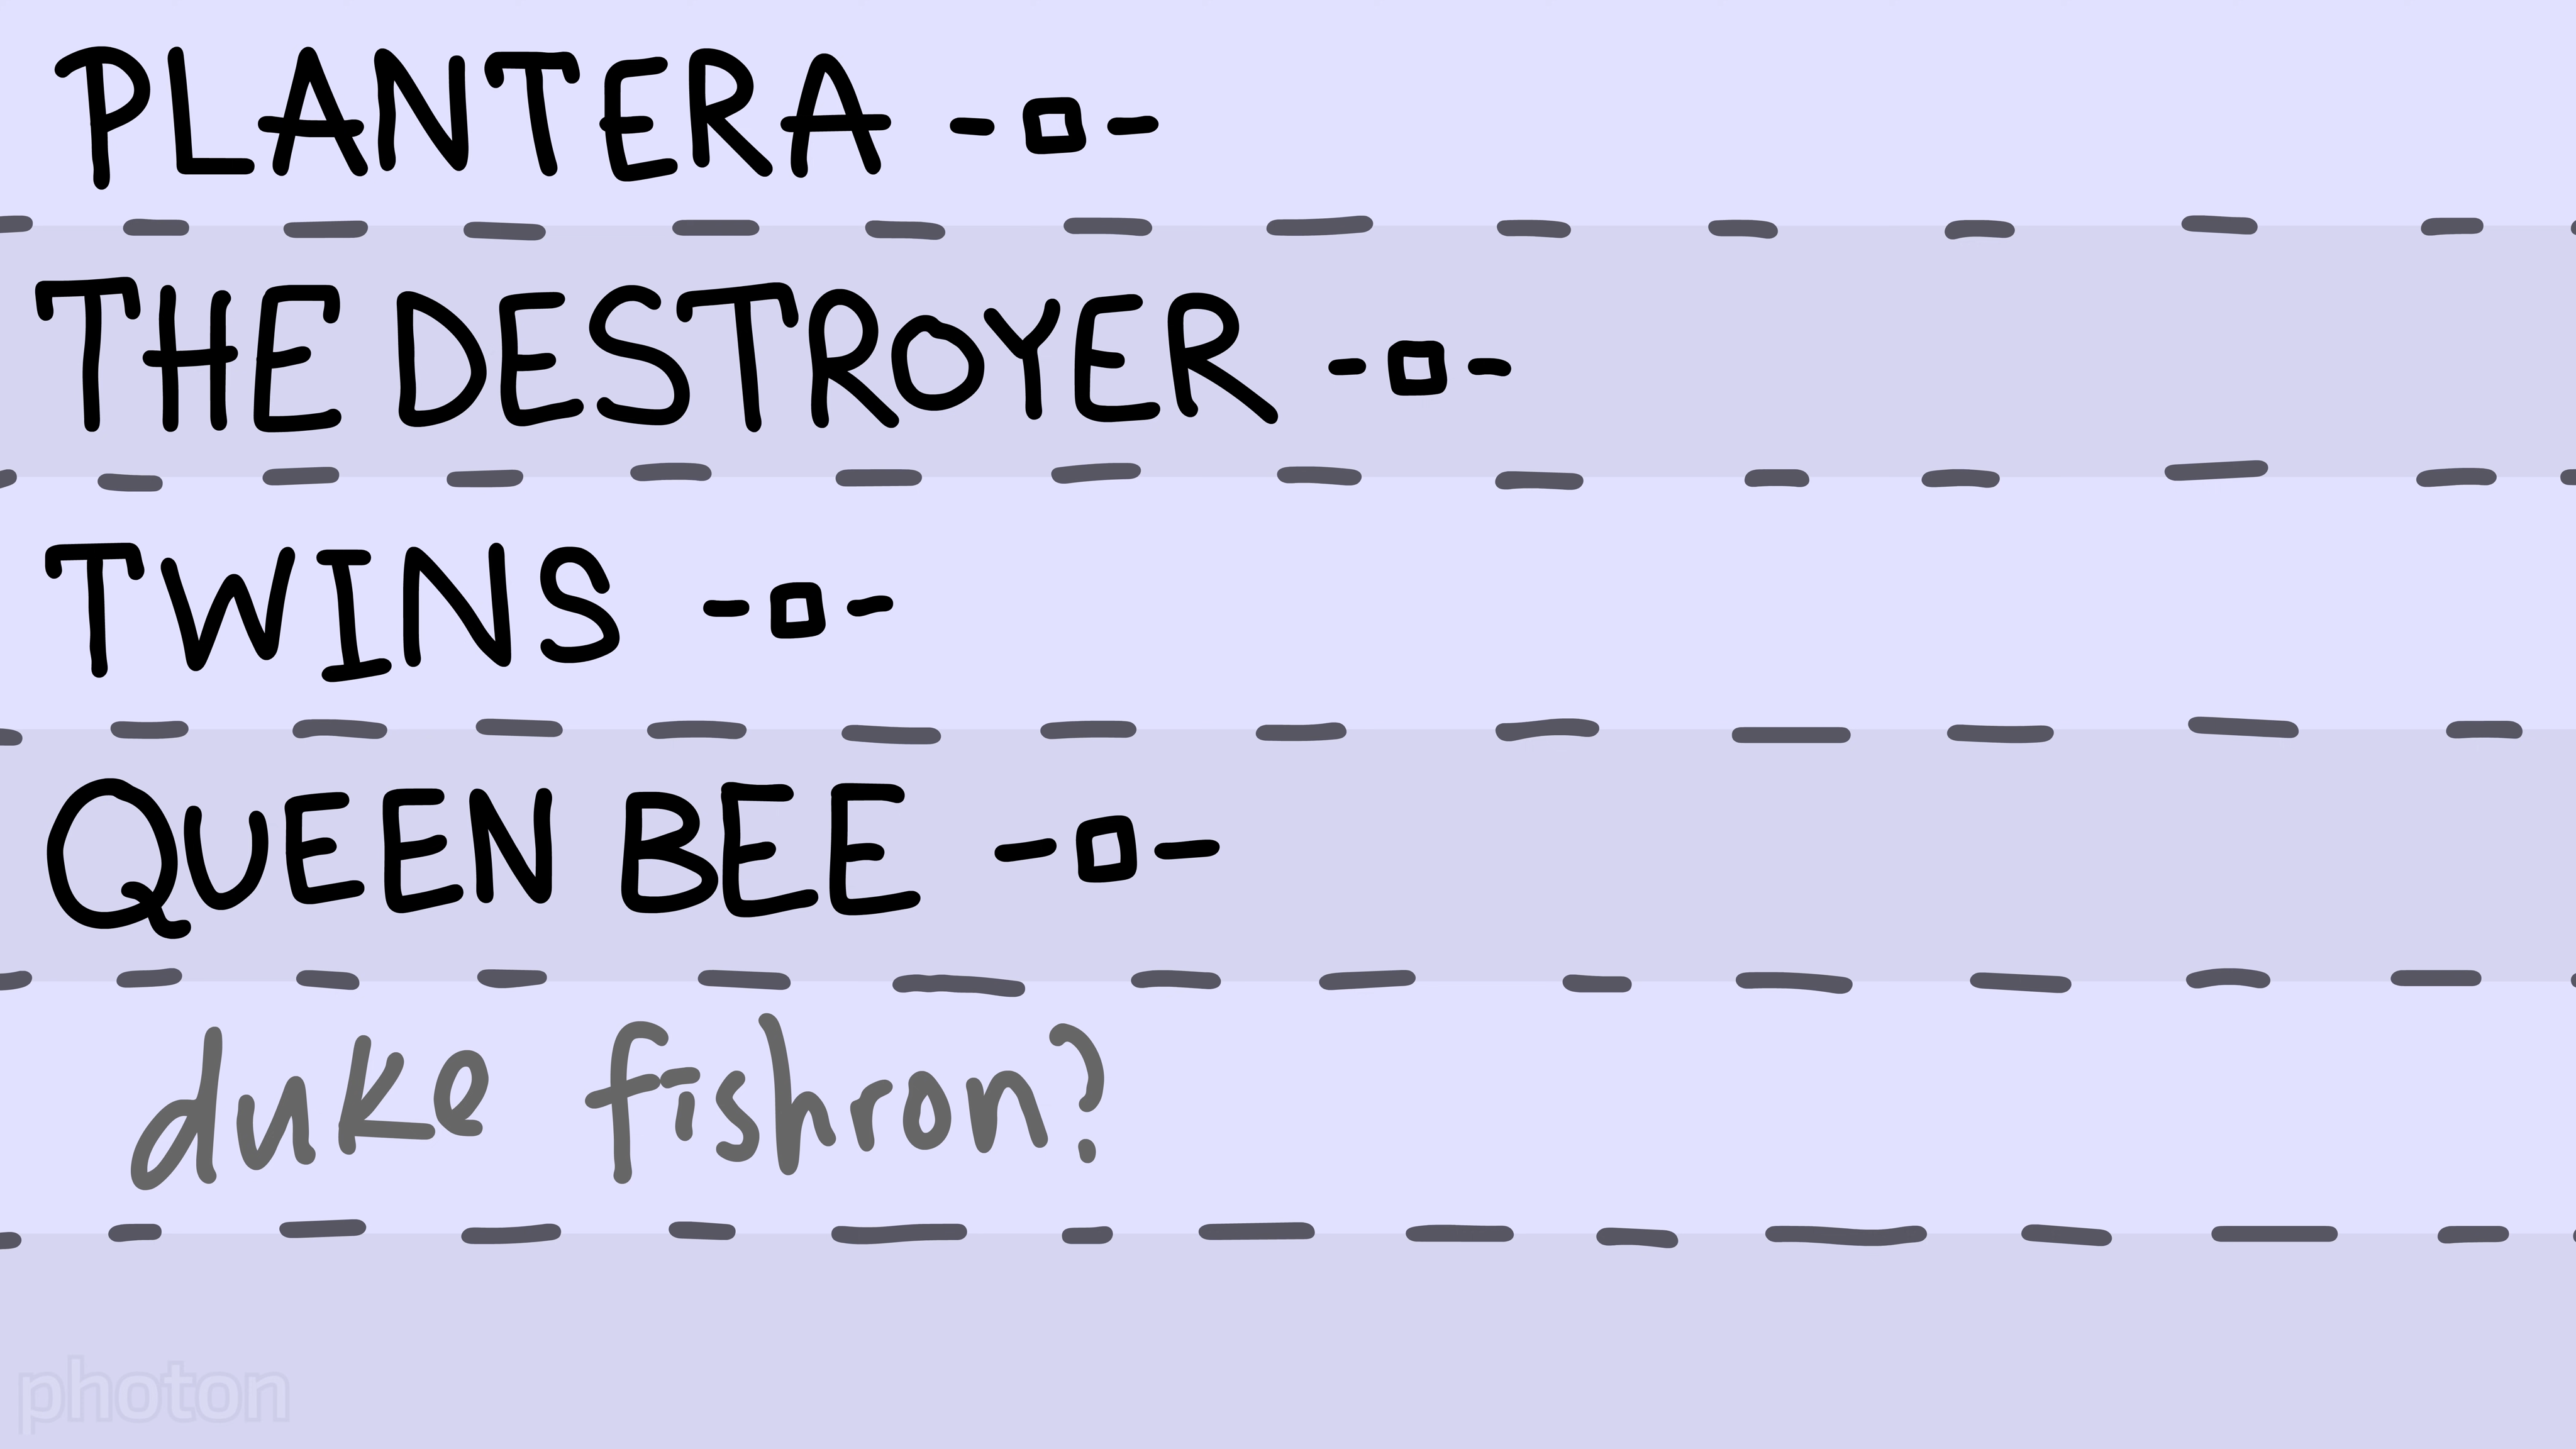 PLANTERA -o-
THE DESTROYER -o-
TWINS -o-
QUEEN BEE -o-
duke fishron?
photon